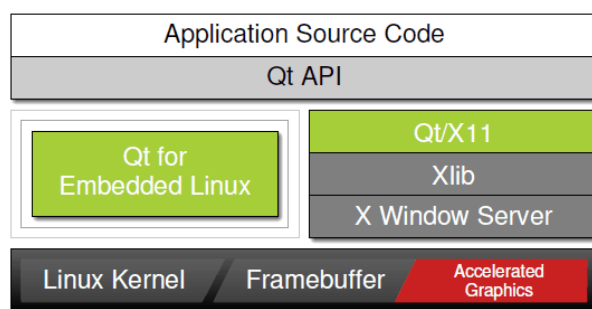 Application Source Code
Qt API
Qt for
Embedded Linux
Qt/X11
Xlib
X Window Server
Linux Kernel
Framebuffer
Accelerated
Graphics